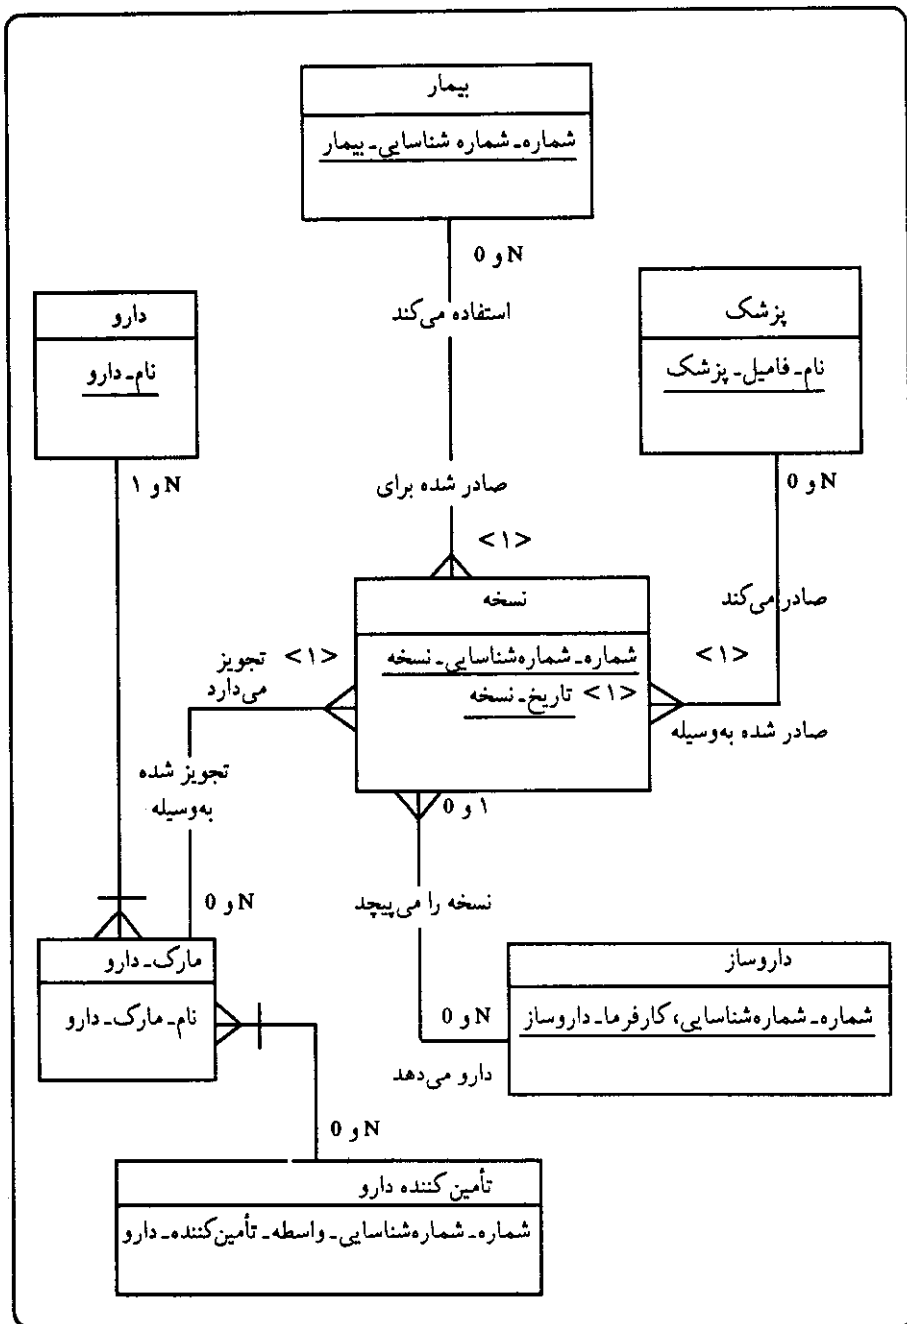 بیمار
شماره_ شماره شناسایی_ بیمار
N و 0
استفاده می‌کند
صادر شده برای
<۱>
دارو
نام_ دارو
N و ۱
پزشک
نام_ فامیل_ پزشک
N و 0
صادر می‌کند
<۱>
صادر شده به‌وسیله
نسخه
شماره_ شماره‌شناسایی_ نسخه
تاریخ_ نسخه <۱>
<۱>
تجویز
می‌دارد
تجویز شده
به‌وسیله
N و 0
۱ و 0
نسخه را می‌پیچد
N و 0
دارو می‌دهد
مارک_ دارو
نام_ مارک_ دارو
داروساز
شماره_ شماره‌شناسایی، کارفرما_ داروساز
N و 0
تأمین کننده دارو
شماره_ شماره‌شناسایی_ واسطه_ تأمین‌کننده_ دارو